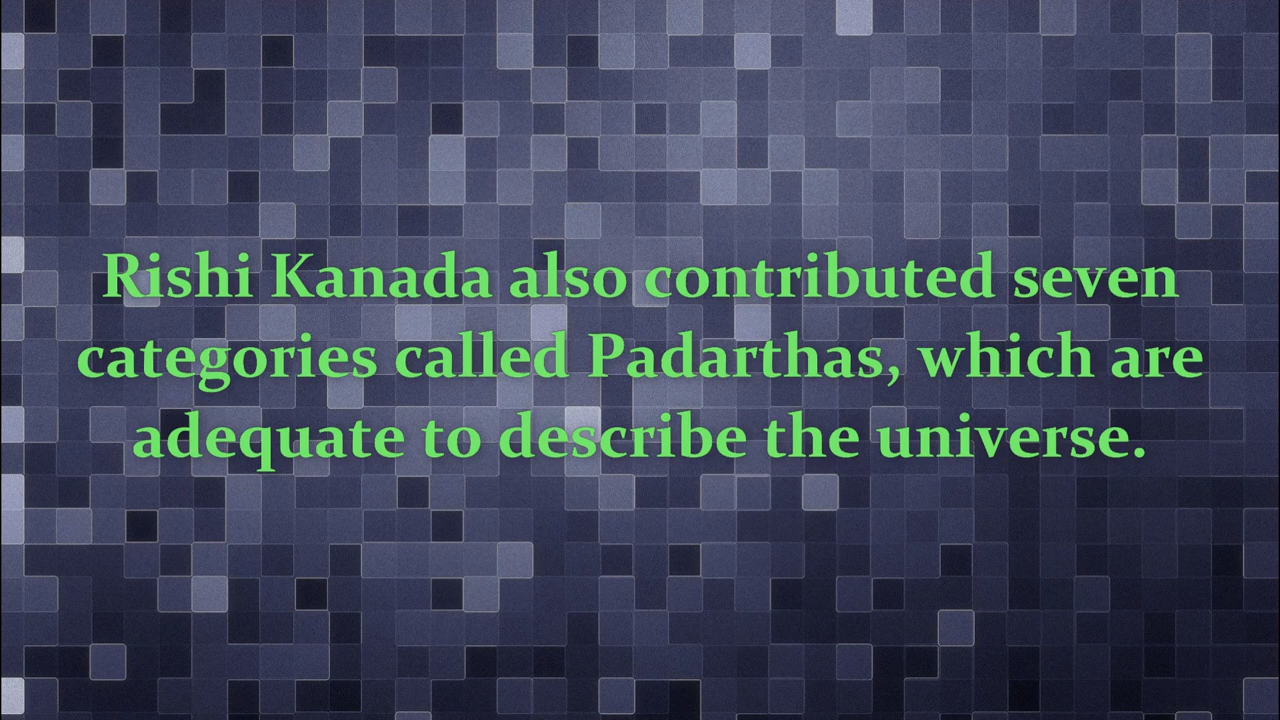 Rishi Kanada also contributed seven
categories called Padarthas, which are
adequate to describe the universe.